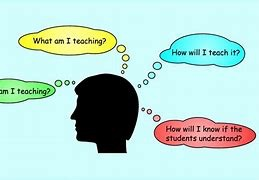 What am I teaching?
How will I teach it?
am I teaching?
How will I know if the
students understand?